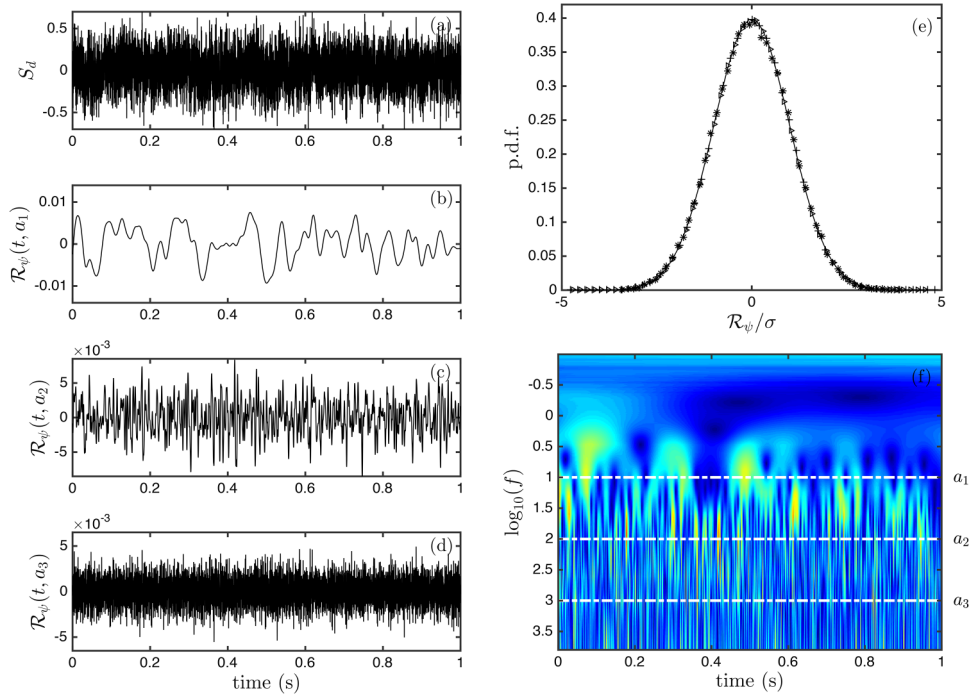 (a)
S_d
0.5
0
-0.5
0 0.2 0.4 0.6 0.8 1
(b)
ℛ_ψ(t, a_1)
0.01
0
-0.01
0 0.2 0.4 0.6 0.8 1
×10^-3
(c)
ℛ_ψ(t, a_2)
5
0
-5
0 0.2 0.4 0.6 0.8 1
×10^-3
(d)
ℛ_ψ(t, a_3)
5
0
-5
0 0.2 0.4 0.6 0.8 1
time (s)
(e)
p.d.f.
0.4
0.35
0.3
0.25
0.2
0.15
0.1
0.05
0
-5 0 5
ℛ_ψ/σ
(f)
log_10(f)
-0.5
0
0.5
1 a_1
1.5
2 a_2
2.5
3 a_3
3.5
0 0.2 0.4 0.6 0.8 1
time (s)